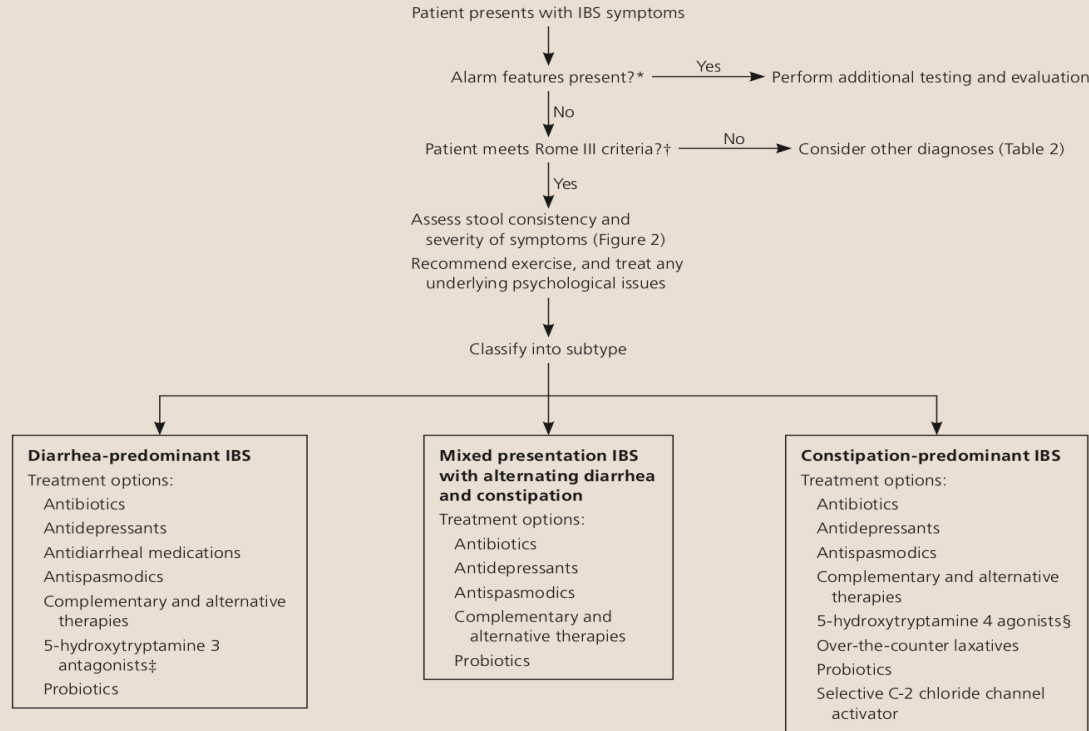 Patient presents with IBS symptoms
Alarm features present?*
Yes
Perform additional testing and evaluation
No
Patient meets Rome III criteria?†
No
Consider other diagnoses (Table 2)
Yes
Assess stool consistency and
severity of symptoms (Figure 2)
Recommend exercise, and treat any
underlying psychological issues
Classify into subtype
Diarrhea-predominant IBS
Treatment options:
Antibiotics
Antidepressants
Antidiarrheal medications
Antispasmodics
Complementary and alternative
therapies
5-hydroxytryptamine 3
antagonists‡
Probiotics
Mixed presentation IBS
with alternating diarrhea
and constipation
Treatment options:
Antibiotics
Antidepressants
Antispasmodics
Complementary and
alternative therapies
Probiotics
Constipation-predominant IBS
Treatment options:
Antibiotics
Antidepressants
Antispasmodics
Complementary and alternative
therapies
5-hydroxytryptamine 4 agonists§
Over-the-counter laxatives
Probiotics
Selective C-2 chloride channel
activator